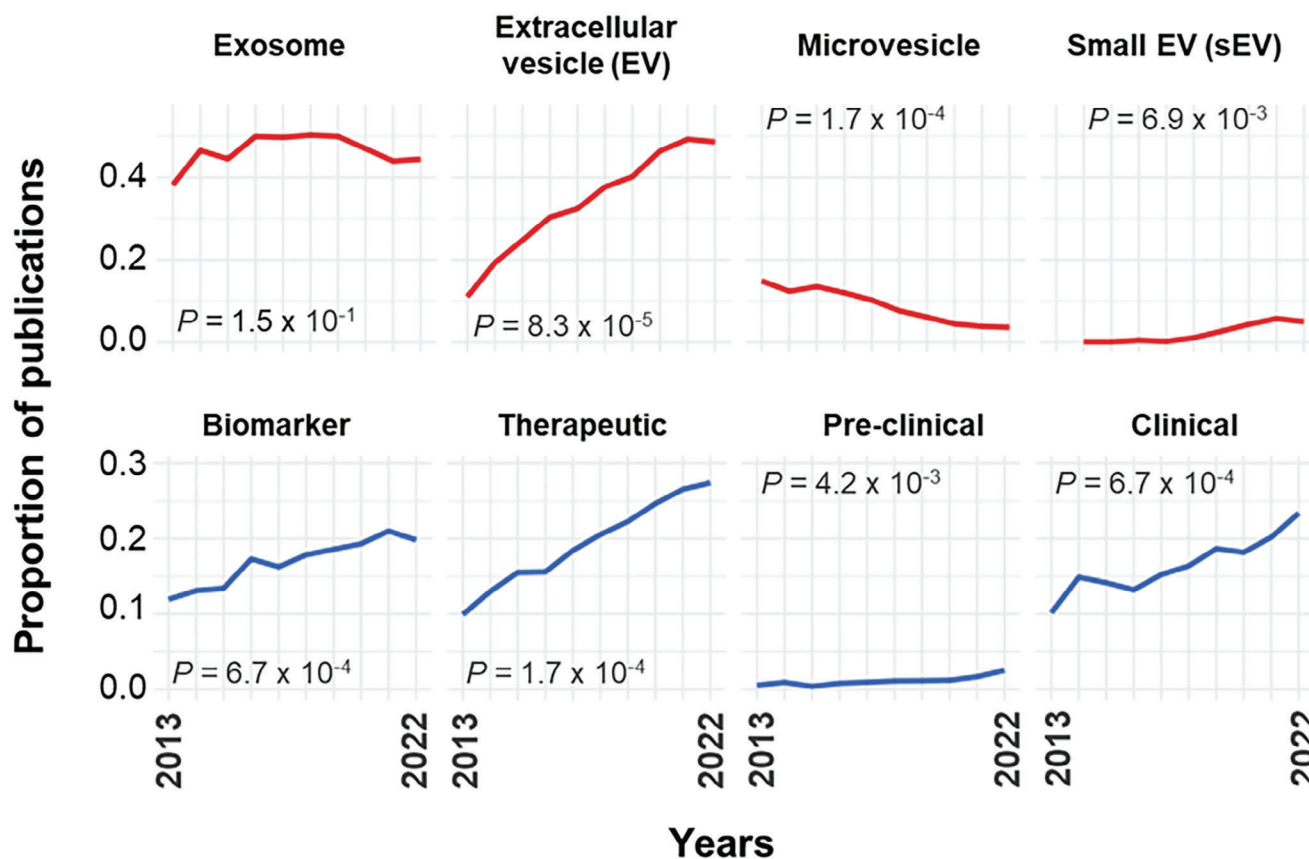 Exosome
Extracellular
vesicle (EV)
Microvesicle
Small EV (sEV)
Proportion of publications
0.4
0.2
0.0
P = 1.5 x 10⁻¹
P = 8.3 x 10⁻⁵
P = 1.7 x 10⁻⁴
P = 6.9 x 10⁻³
Biomarker
Therapeutic
Pre-clinical
Clinical
0.3
0.2
0.1
0.0
P = 6.7 x 10⁻⁴
P = 1.7 x 10⁻⁴
P = 4.2 x 10⁻³
P = 6.7 x 10⁻⁴
2013
2022
2013
2022
2013
2022
2013
2022
Years